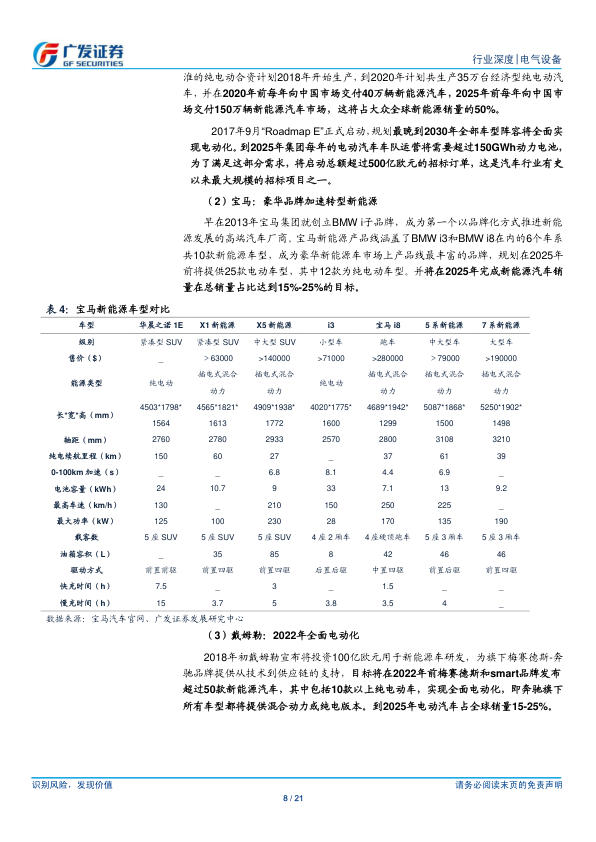 广发证券
GF SECURITIES
行业深度|电气设备
淮的纯电动合资计划2018年开始生产，到2020年计划共生产35万台经济型纯电动汽
车，并在2020年前每年向中国市场交付40万辆新能源汽车，2025年前每年向中国市
场交付150万辆新能源汽车市场，这将占大众全球新能源销量的50%。
2017年9月“Roadmap E”正式启动，规划最晚到2030年全部车型阵容将全面实
现电动化。到2025年集团每年的电动汽车车队运营将需要超过150GWh动力电池，
为了满足这部分需求，将启动总额超过500亿欧元的招标订单，这是汽车行业有史
以来最大规模的招标项目之一。
（2）宝马：豪华品牌加速转型新能源
早在2013年宝马集团就创立BMW i子品牌，成为第一个以品牌化方式推进新能
源发展的高端汽车厂商。宝马新能源产品线涵盖了BMW i3和BMW i8在内的6个车系
共10款新能源车型，成为豪华新能源车市场上产品线最丰富的品牌，规划在2025年
前将提供25款电动车型，其中12款为纯电动车型。并将在2025年完成新能源汽车销
量在总销量占比达到15%-25%的目标。
表 4：宝马新能源车型对比
车型 华晨之诺 1E X1 新能源 X5 新能源 i3 宝马 i8 5 系新能源 7 系新能源
级别 紧凑型 SUV 紧凑型 SUV 中大型 SUV 小型车 跑车 中大型车 大型车
售价（$） _ ＞63000 >140000 >71000 >280000 ＞79000 >190000
能源类型 纯电动 插电式混合 插电式混合 纯电动 插电式混合 插电式混合 插电式混合
动力 动力 动力 动力 动力
长*宽*高（mm） 4503*1798* 4565*1821* 4909*1938* 4020*1775* 4689*1942* 5087*1868* 5250*1902*
1564 1613 1772 1600 1299 1500 1498
轴距（mm） 2760 2780 2933 2570 2800 3108 3210
纯电续航里程（km） 150 60 27 _ 37 61 39
0-100km 加速（s） _ _ 6.8 8.1 4.4 6.9 _
电池容量（kWh） 24 10.7 9 33 7.1 13 9.2
最高车速（km/h） 130 _ 210 150 250 225 _
最大功率（kW） 125 100 230 28 170 135 190
载客数 5 座 SUV 5 座 SUV 5 座 SUV 4 座 2 厢车 4 座硬顶跑车 5 座 3 厢车 5 座 3 厢车
油箱容积（L） _ 35 85 8 42 46 46
驱动方式 前置前驱 前置四驱 前置四驱 后置后驱 中置四驱 前置后驱 前置四驱
快充时间（h） 7.5 _ 3 _ 1.5 _ _
慢充时间（h） 15 3.7 5 3.8 3.5 4 _
数据来源：宝马汽车官网、广发证券发展研究中心
（3）戴姆勒：2022年全面电动化
2018年初戴姆勒宣布将投资100亿欧元用于新能源车研发，为旗下梅赛德斯-奔
驰品牌提供从技术到供应链的支持，目标将在2022年前梅赛德斯和smart品牌发布
超过50款新能源汽车，其中包括10款以上纯电动车，实现全面电动化，即奔驰旗下
所有车型都将提供混合动力或纯电版本。到2025年电动汽车占全球销量15-25%。
识别风险，发现价值
请务必阅读末页的免责声明
8 / 21